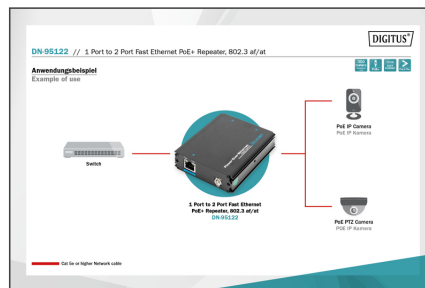 DIGITUS®
DN-95122 // 1 Port to 2 Port Fast Ethernet PoE+ Repeater, 802.3 af/at
Anwendungsbeispiel
Example of use
PoE IP Camera
PoE IP Kamera
Switch
1 Port to 2 Port Fast Ethernet
PoE+ Repeater, 802.3 af/at
DN-95122
PoE PTZ Camera
POE IP Kamera
Cat 5e or higher Network cable